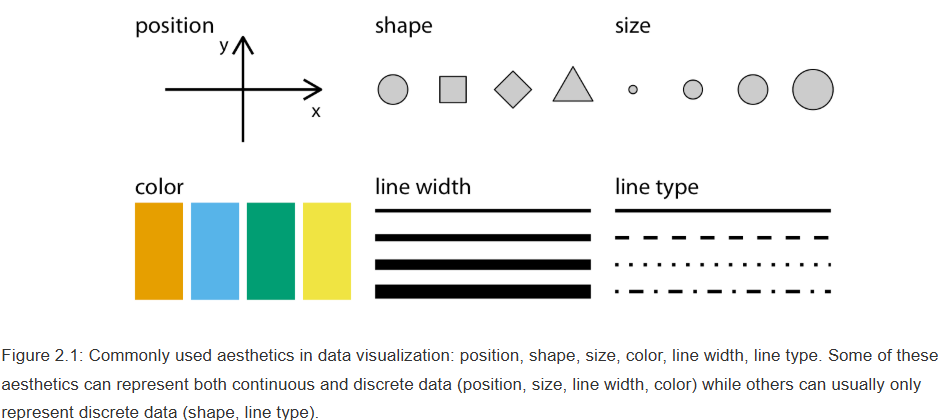 position
shape
size
y
x
color
line width
line type
Figure 2.1: Commonly used aesthetics in data visualization: position, shape, size, color, line width, line type. Some of these
aesthetics can represent both continuous and discrete data (position, size, line width, color) while others can usually only
represent discrete data (shape, line type).